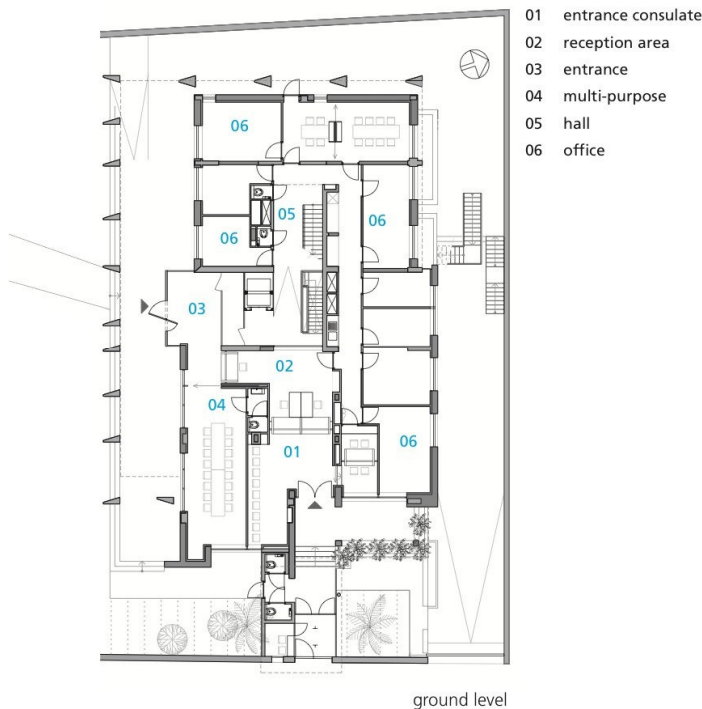 01 entrance consulate
02 reception area
03 entrance
04 multi-purpose
05 hall
06 office
06
05
06
06
03
02
04
06
01
ground level